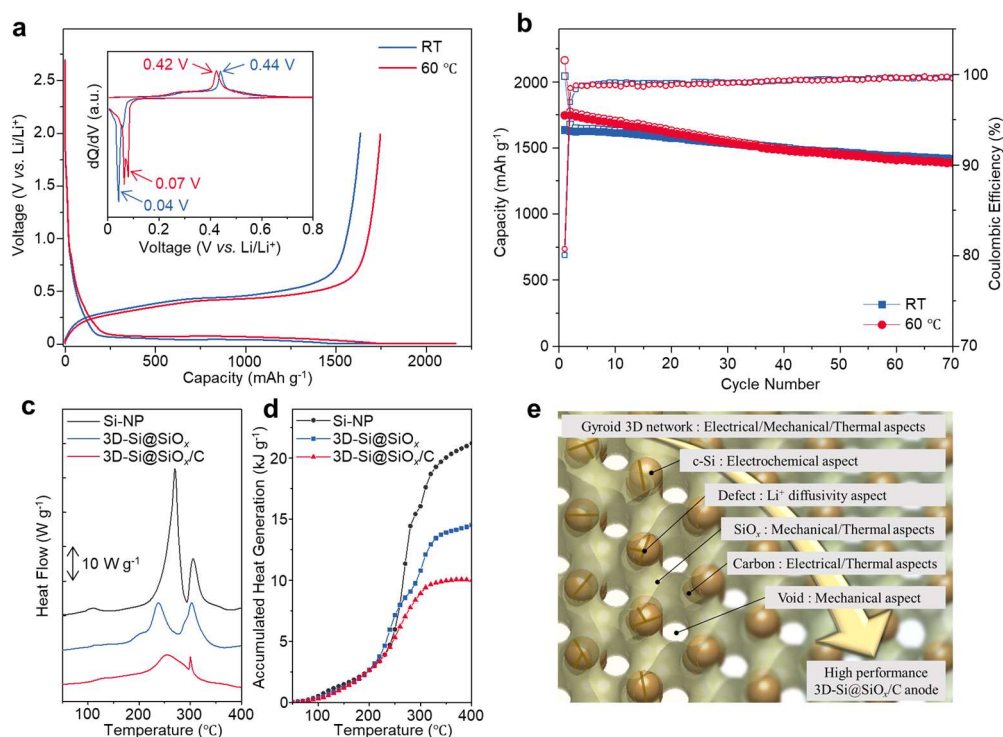 a
RT
60 °C
0.42 V
0.44 V
0.07 V
0.04 V
dQ/dV (a.u.)
0.0 0.2 0.4 0.6 0.8
Voltage (V vs. Li/Li⁺)
Voltage (V vs. Li/Li⁺)
2.5
2.0
1.5
1.0
0.5
0
0 500 1000 1500 2000
Capacity (mAh g⁻¹)
b
Capacity (mAh g⁻¹)
2000
1750
1500
1250
1000
750
500
250
0
Coulombic Efficiency (%)
100
90
80
70
RT
60 °C
0 10 20 30 40 50 60 70
Cycle Number
c
Si-NP
3D-Si@SiOₓ
3D-Si@SiOₓ/C
10 W g⁻¹
Heat Flow (W g⁻¹)
100 200 300 400
Temperature (°C)
d
Si-NP
3D-Si@SiOₓ
3D-Si@SiOₓ/C
Accumulated Heat Generation (kJ g⁻¹)
20
15
10
5
0
100 200 300 400
Temperature (°C)
e
Gyroid 3D network : Electrical/Mechanical/Thermal aspects
c-Si : Electrochemical aspect
Defect : Li⁺ diffusivity aspect
SiOₓ : Mechanical/Thermal aspects
Carbon : Electrical/Thermal aspects
Void : Mechanical aspect
High performance
3D-Si@SiOₓ/C anode